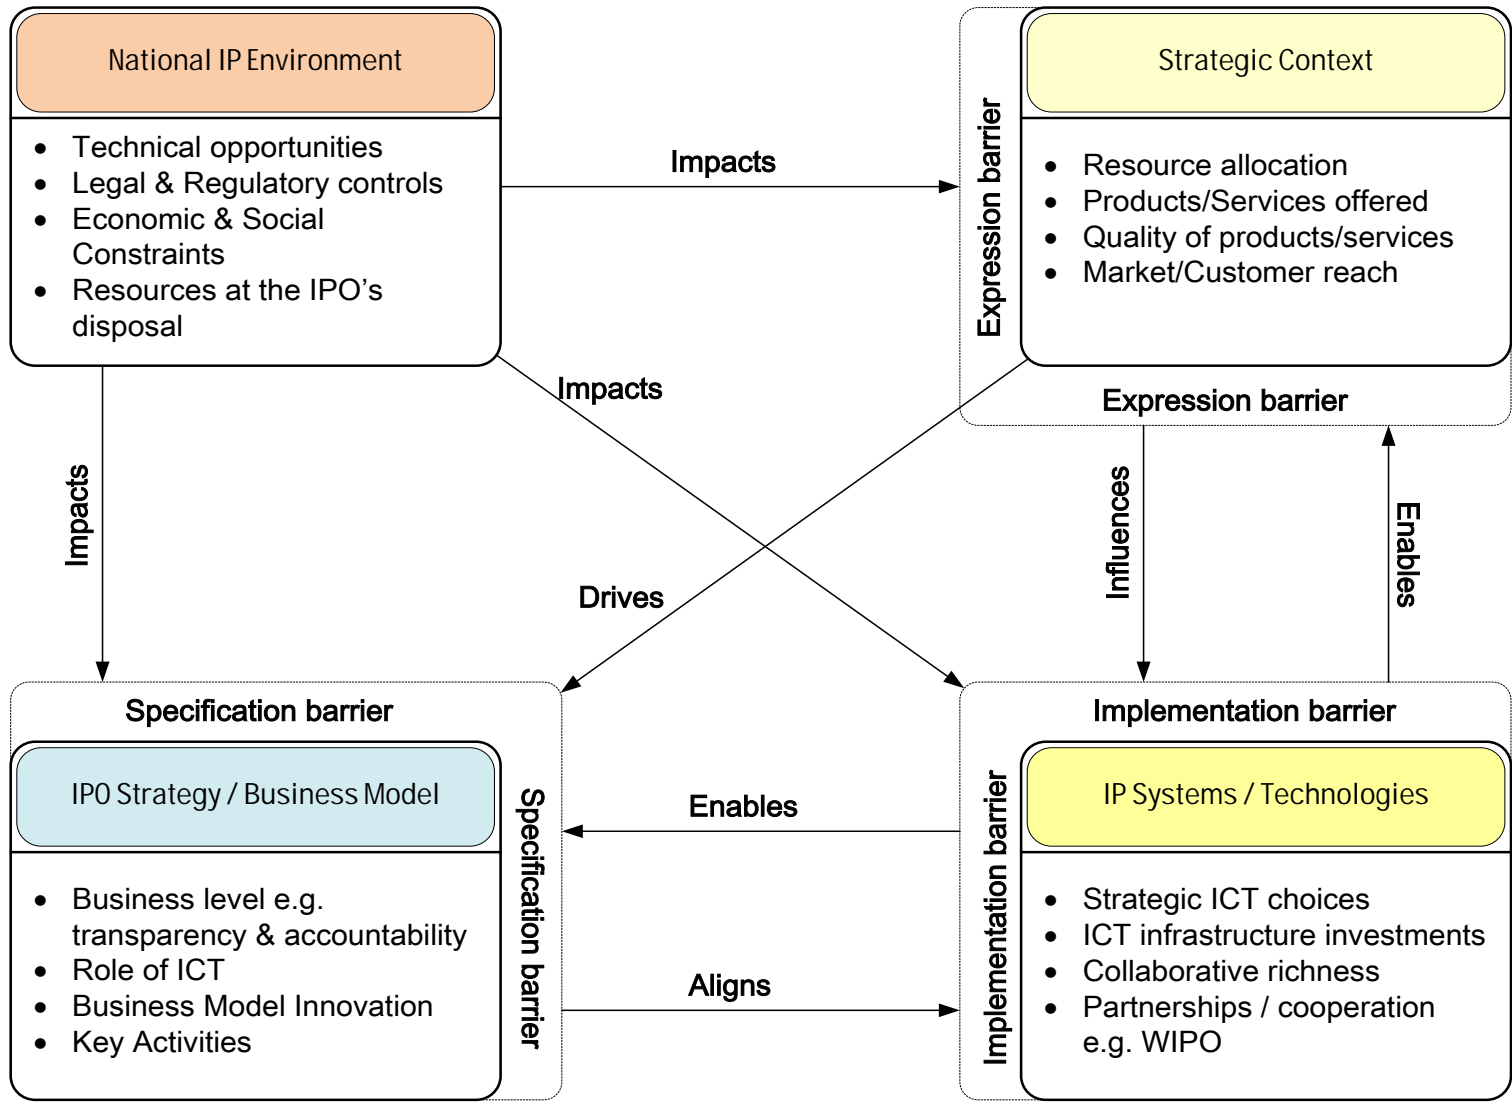 National IP Environment
• Technical opportunities
• Legal & Regulatory controls
• Economic & Social
Constraints
• Resources at the IPO’s
disposal
Impacts
Expression barrier
Strategic Context
• Resource allocation
• Products/Services offered
• Quality of products/services
• Market/Customer reach
Expression barrier
Impacts
Impacts
Drives
Influences
Enables
Specification barrier
IPO Strategy / Business Model
• Business level e.g.
transparency & accountability
• Role of ICT
• Business Model Innovation
• Key Activities
Specification barrier
Enables
Aligns
Implementation barrier
Implementation barrier
IP Systems / Technologies
• Strategic ICT choices
• ICT infrastructure investments
• Collaborative richness
• Partnerships / cooperation
e.g. WIPO